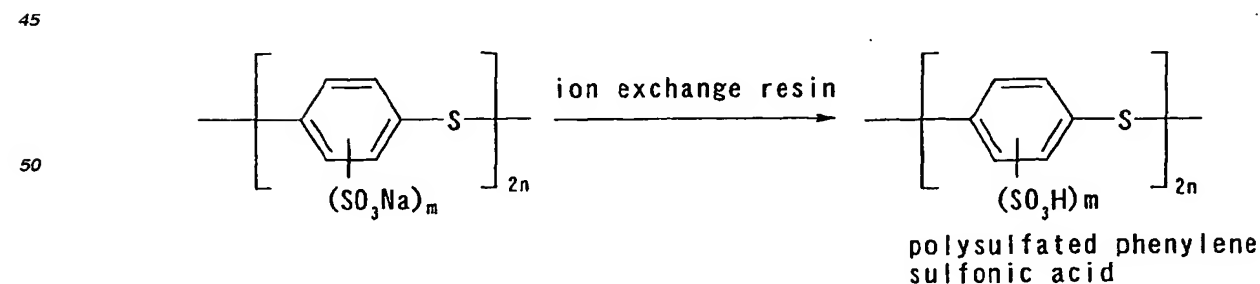 45
ion exchange resin
S
S
50
2n
2n
(SO₃Na)ₘ
(SO₃H)m
polysulfated phenylene
sulfonic acid